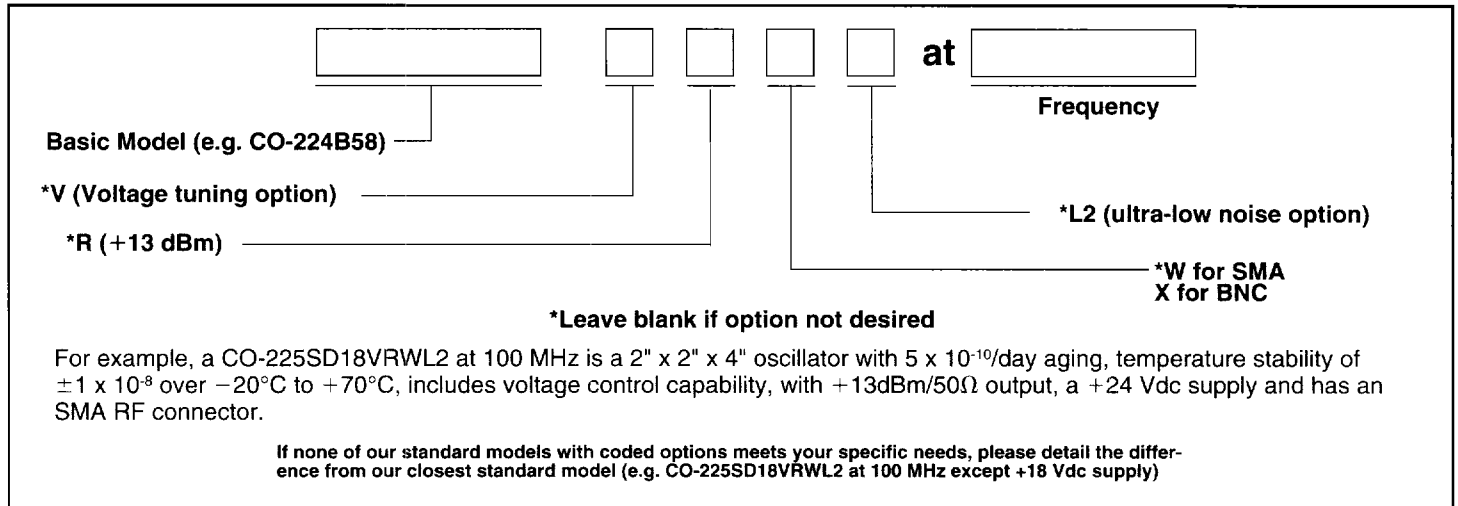 at
Frequency
Basic Model (e.g. CO-224B58)
*V (Voltage tuning option)
*L2 (ultra-low noise option)
*R (+13 dBm)
*W for SMA
X for BNC
*Leave blank if option not desired
For example, a CO-225SD18VRWL2 at 100 MHz is a 2" x 2" x 4" oscillator with 5 x 10⁻¹⁰/day aging, temperature stability of
±1 x 10⁻⁸ over −20°C to +70°C, includes voltage control capability, with +13dBm/50Ω output, a +24 Vdc supply and has an
SMA RF connector.
If none of our standard models with coded options meets your specific needs, please detail the differ-
ence from our closest standard model (e.g. CO-225SD18VRWL2 at 100 MHz except +18 Vdc supply)